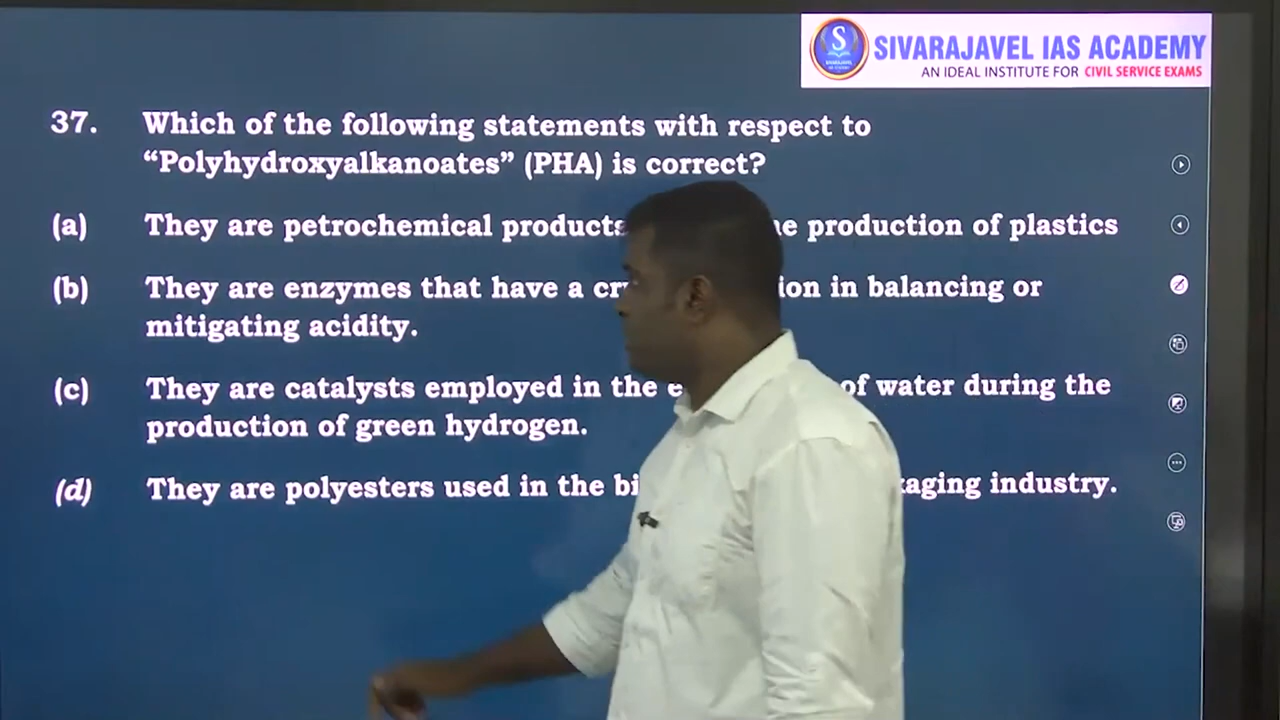 SIVARAJAVEL IAS ACADEMY
AN IDEAL INSTITUTE FOR CIVIL SERVICE EXAMS
37. Which of the following statements with respect to
“Polyhydroxyalkanoates” (PHA) is correct?
(a) They are petrochemical products production of plastics
(b) They are enzymes that have a in balancing or
mitigating acidity.
(c) They are catalysts employed in the of water during the
production of green hydrogen.
(d) They are polyesters used in the industry.